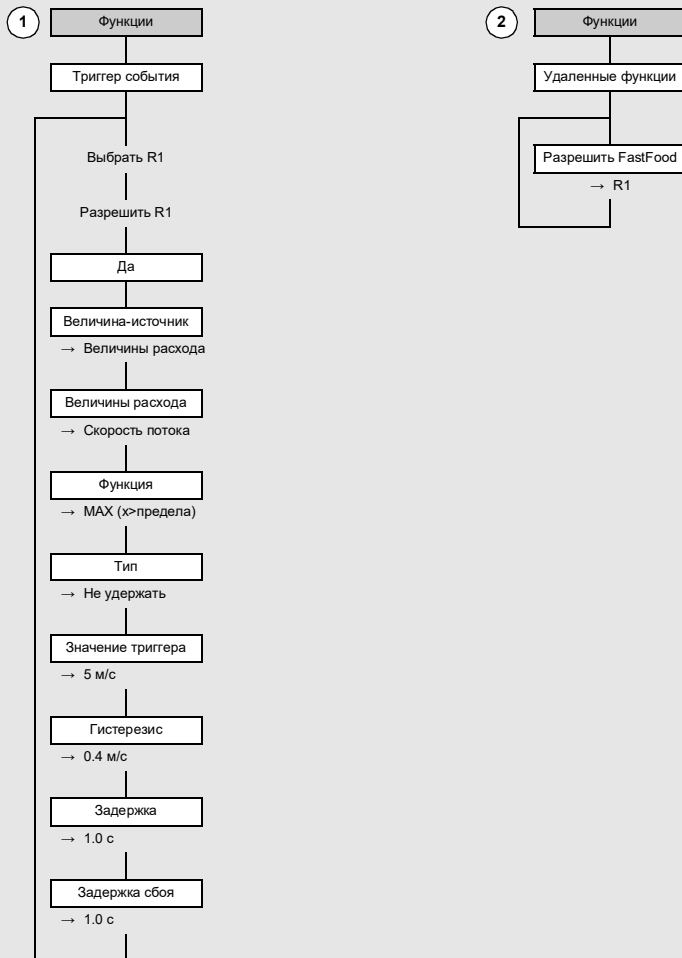 1
Функции
Триггер события
Выбрать R1
Разрешить R1
Да
Величина-источник
→ Величины расхода
Величины расхода
→ Скорость потока
Функция
→ MAX (x>предела)
Тип
→ Не удержать
Значение триггера
→ 5 м/с
Гистерезис
→ 0.4 м/с
Задержка
→ 1.0 с
Задержка сбоя
→ 1.0 с
2
Функции
Удаленные функции
Разрешить FastFood
→ R1